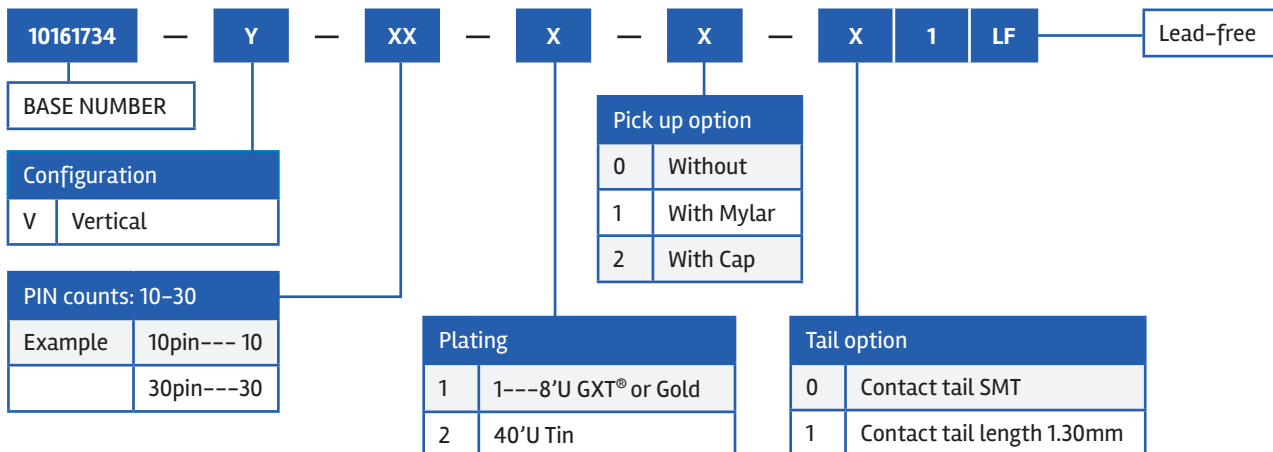 10161734 — Y — XX — X — X — X 1 LF Lead-free
BASE NUMBER
Configuration
V Vertical
PIN counts: 10-30
Example 10pin--- 10
30pin---30
Pick up option
0 Without
1 With Mylar
2 With Cap
Plating
1 1---8'U GXT® or Gold
2 40'U Tin
Tail option
0 Contact tail SMT
1 Contact tail length 1.30mm